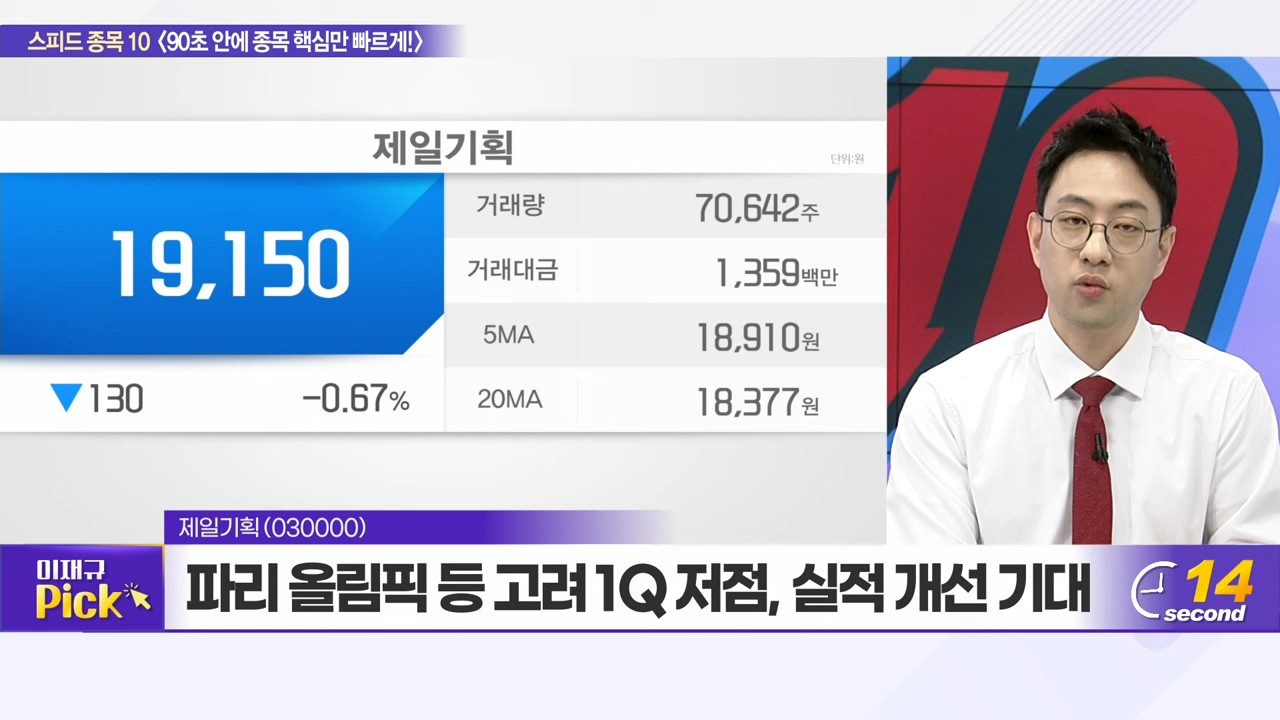 스피드 종목 10 <90초 안에 종목 핵심만 빠르게!>
제일기획
단위:원
19,150
▼130 -0.67%
거래량 70,642주
거래대금 1,359백만
5MA 18,910원
20MA 18,377원
제일기획(030000)
이재규
Pick
파리 올림픽 등 고려 1Q 저점, 실적 개선 기대
14
second